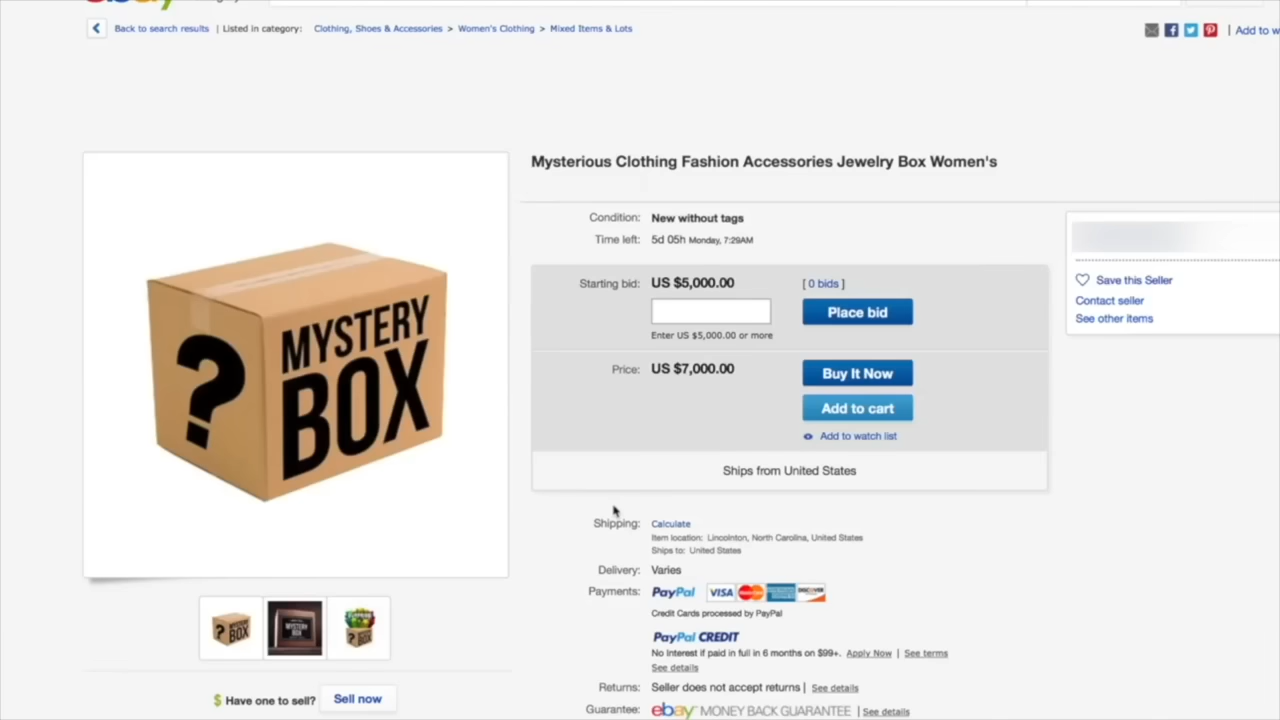 Back to search results | Listed in category: Clothing, Shoes & Accessories > Women's Clothing > Mixed Items & Lots
| Add to w
Mysterious Clothing Fashion Accessories Jewelry Box Women's
Condition: New without tags
Time left: 5d 05h Monday, 7:29AM
Starting bid: US $5,000.00 [ 0 bids ]
Place bid
Enter US $5,000.00 or more
Price: US $7,000.00
Buy It Now
Add to cart
Add to watch list
Ships from United States
Save this Seller
Contact seller
See other items
? MYSTERY
BOX
Shipping: Calculate
Item location: Lincolnton, North Carolina, United States
Ships to: United States
Delivery: Varies
Payments: PayPal VISA MasterCard DISCOVER
Credit Cards processed by PayPal
PayPal CREDIT
No Interest if paid in full in 6 months on $99+. Apply Now | See terms
See details
Returns: Seller does not accept returns | See details
Guarantee: ebay MONEY BACK GUARANTEE | See details
? BOX
MYSTERY
BOX
?
$ Have one to sell? Sell now